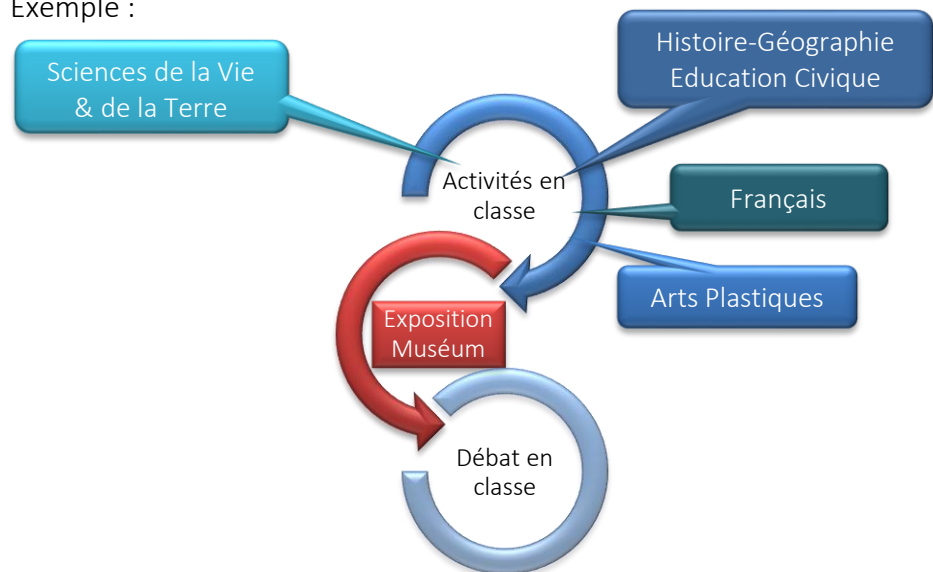 Exemple :
Sciences de la Vie
& de la Terre
Histoire-Géographie
Education Civique
Activités en
classe
Français
Arts Plastiques
Exposition
Muséum
Débat en
classe